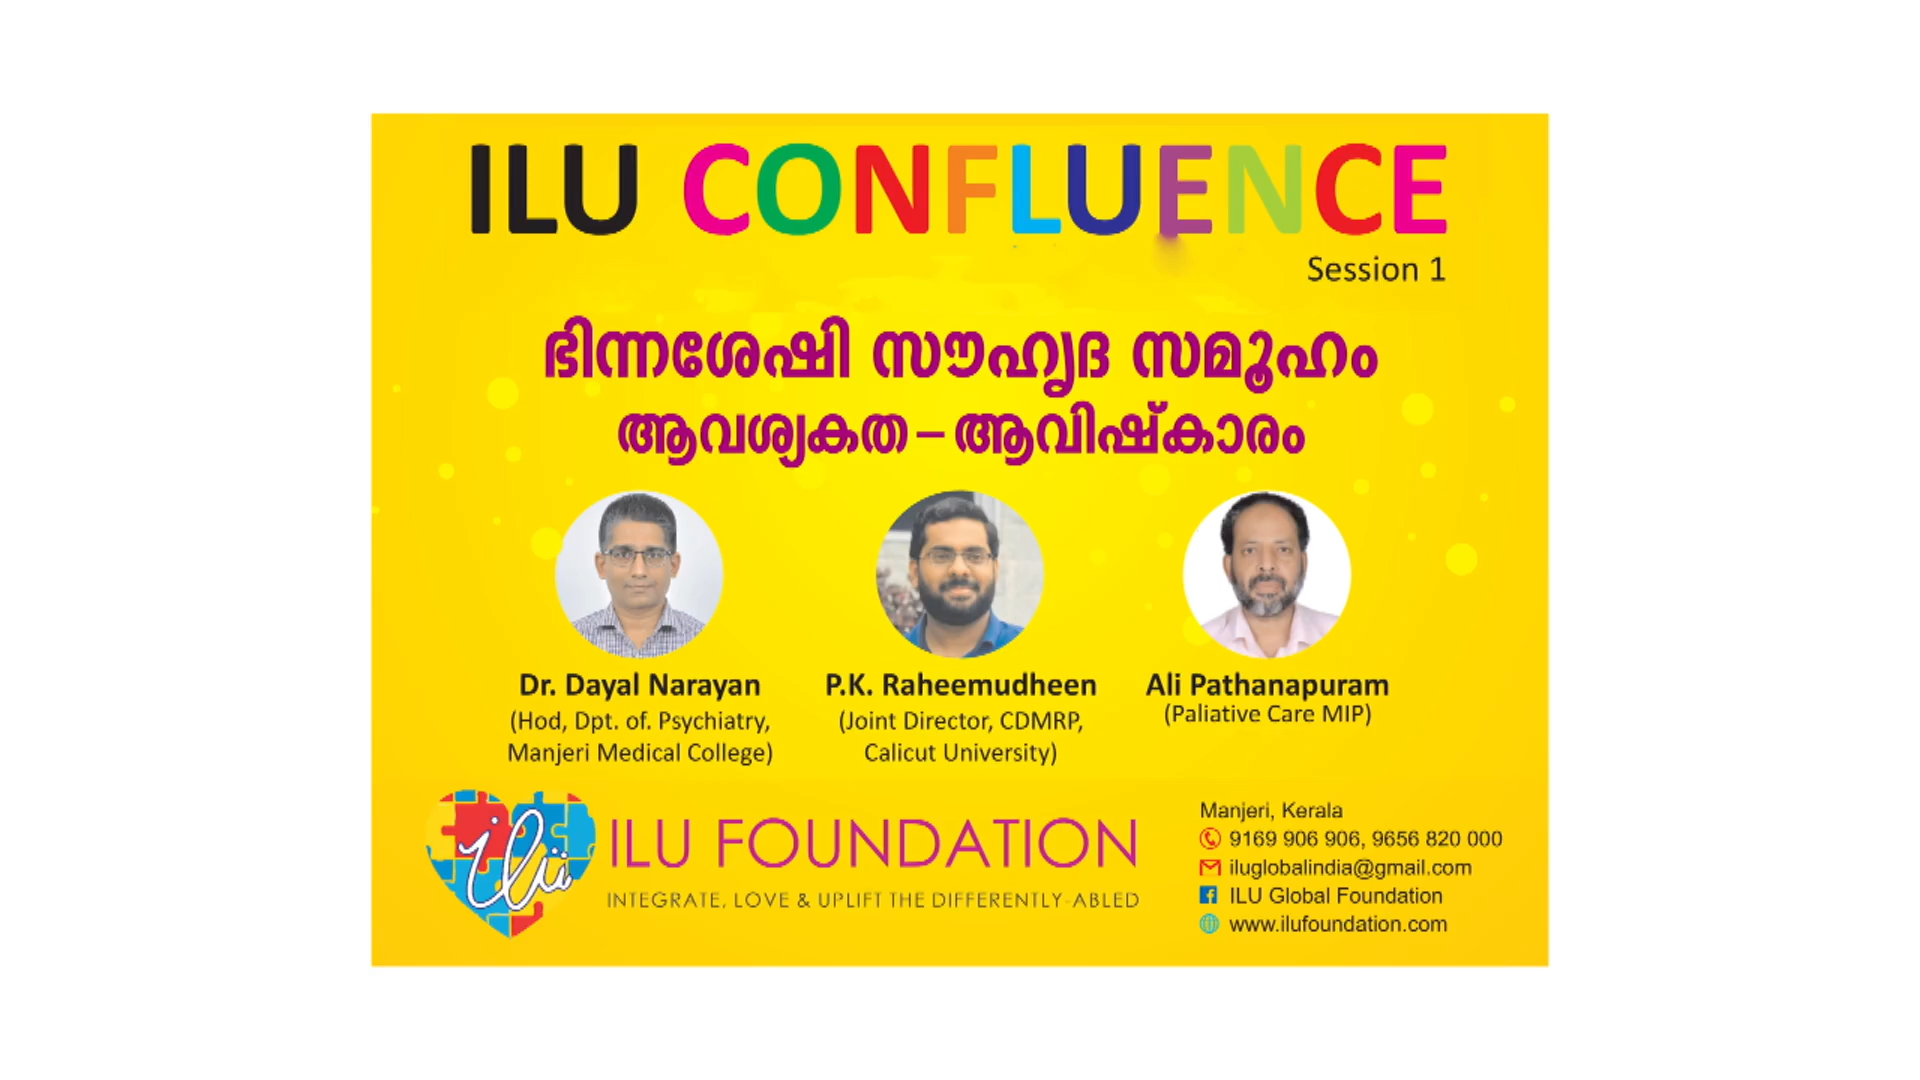 ILU CONFLUENCE
Session 1
ഭിന്നശേഷി സൗഹൃദ സമൂഹം
ആവശ്യകത – ആവിഷ്കാരം
Dr. Dayal Narayan
(Hod, Dpt. of. Psychiatry,
Manjeri Medical College)
P.K. Raheemudheen
(Joint Director, CDMRP,
Calicut University)
Ali Pathanapuram
(Paliative Care MIP)
ilu
ILU FOUNDATION
INTEGRATE, LOVE & UPLIFT THE DIFFERENTLY-ABLED
Manjeri, Kerala
9169 906 906, 9656 820 000
iluglobalindia@gmail.com
ILU Global Foundation
www.ilufoundation.com